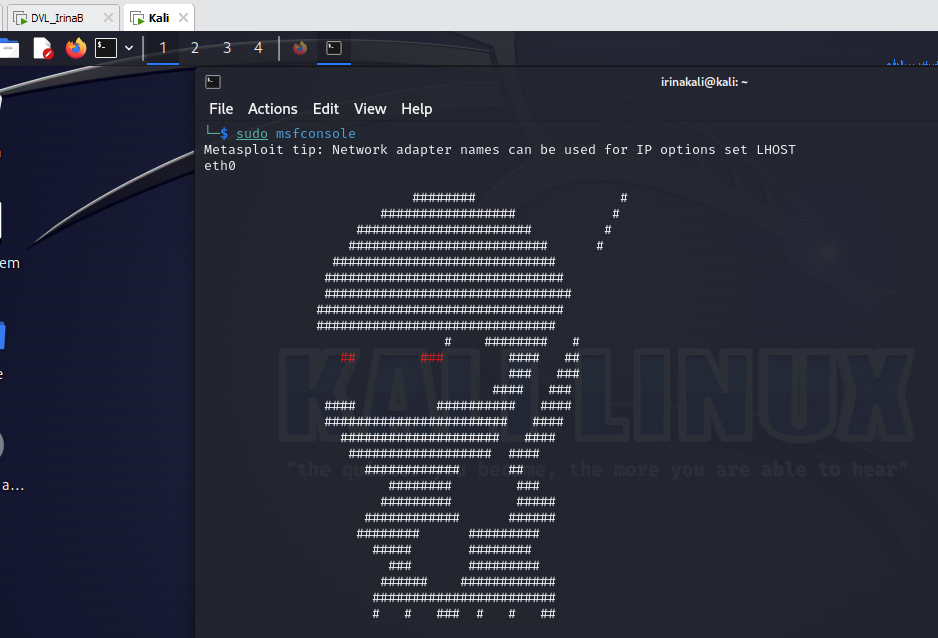 DVL_IrinaB
Kali
1 2 3 4
irinakali@kali: ~
File Actions Edit View Help
└─$ sudo msfconsole
Metasploit tip: Network adapter names can be used for IP options set LHOST
eth0
########                  #
#################            #
######################         #
#########################      #
############################
##############################
###############################
###############################
##############################
#    ########   #
##        ###        ####   ##
###   ###
####   ###
####          ##########   ####
#######################   ####
####################   ####
##################  ####
############      ##
########        ###
#########        #####
############      ######
########      #########
#####       ########
###       #########
######    ############
#######################
#   #   ###  #   #   ##
KALI LINUX
"the qu become, the more you are able to hear"
em
e
a...